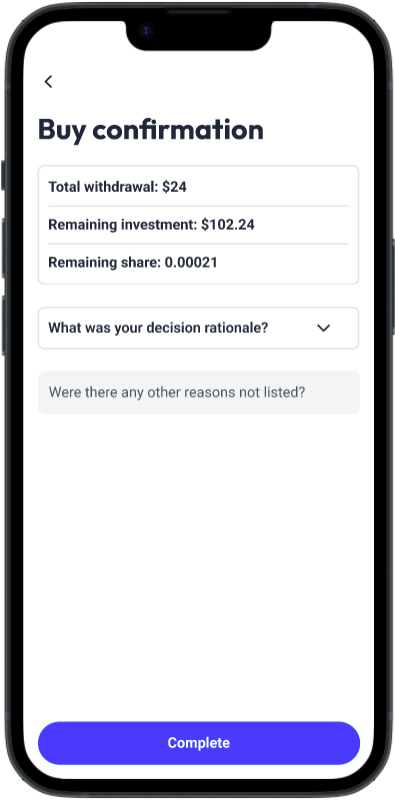 Buy confirmation
Total withdrawal: $24
Remaining investment: $102.24
Remaining share: 0.00021
What was your decision rationale?
Were there any other reasons not listed?
Complete